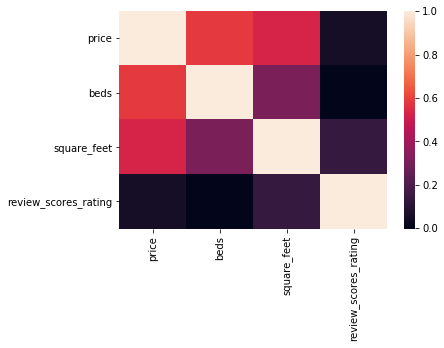 price
beds
square_feet
review_scores_rating
price
beds
square_feet
review_scores_rating
1.0
0.8
0.6
0.4
0.2
0.0